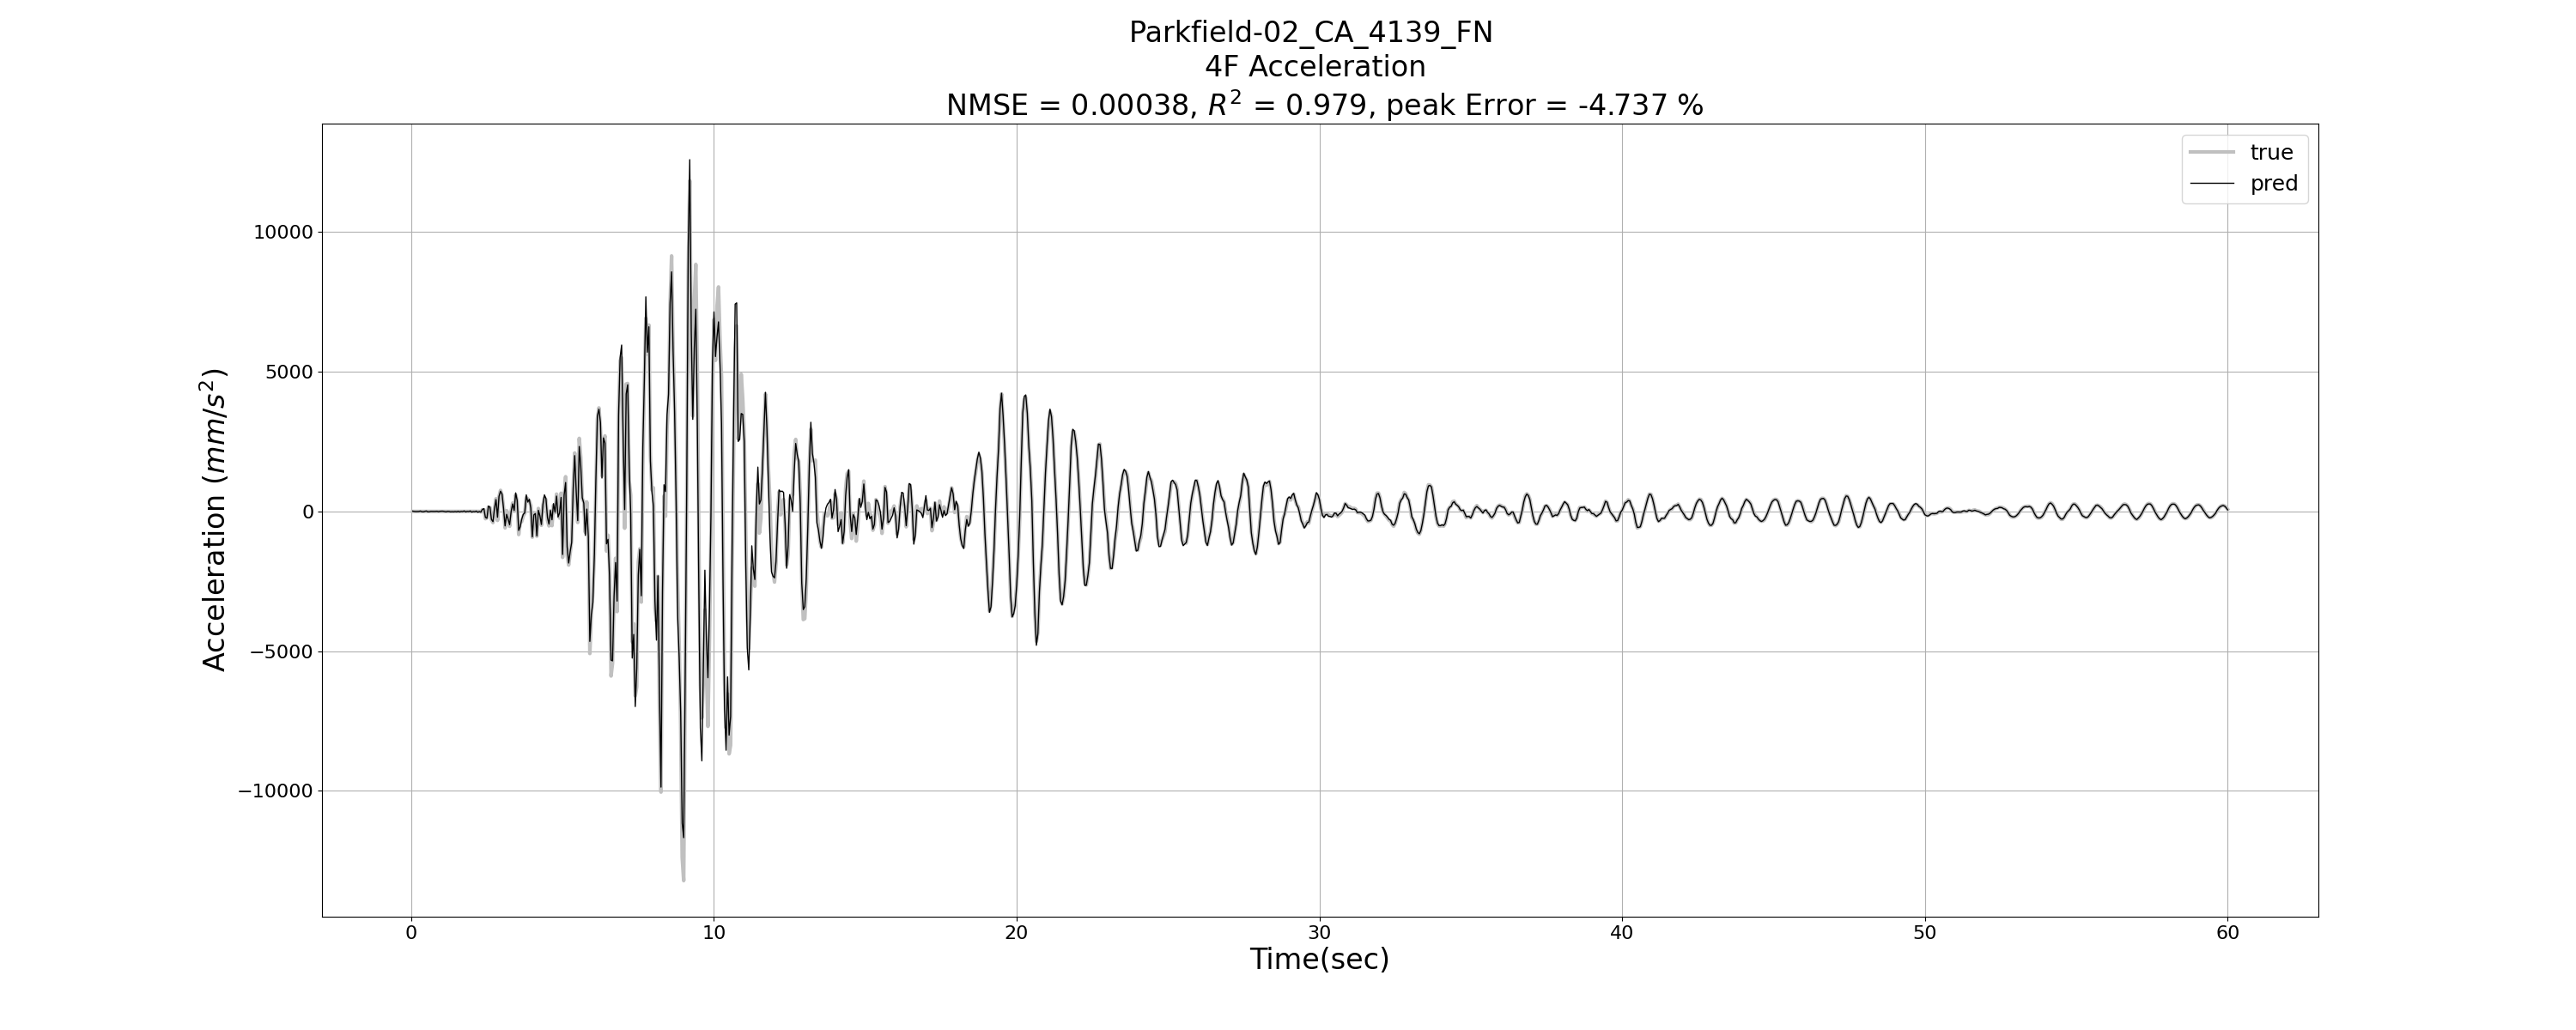 Parkfield-02_CA_4139_FN
4F Acceleration
NMSE = 0.00038, R² = 0.979, peak Error = -4.737 %
true
pred
10000
5000
0
−5000
−10000
Acceleration (mm/s²)
0 10 20 30 40 50 60
Time(sec)